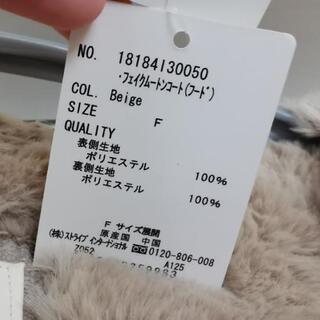 NO. 18184I30050
･フェイクムートンコート(フード)
COL. Beige
SIZE F
QUALITY
表側生地
ポリエステル 100%
裏側生地
ポリエステル 100%
F サイズ展開
原産国 中国
(株)ストライプ インターナショナル ☎0120-806-008
Z052 A125